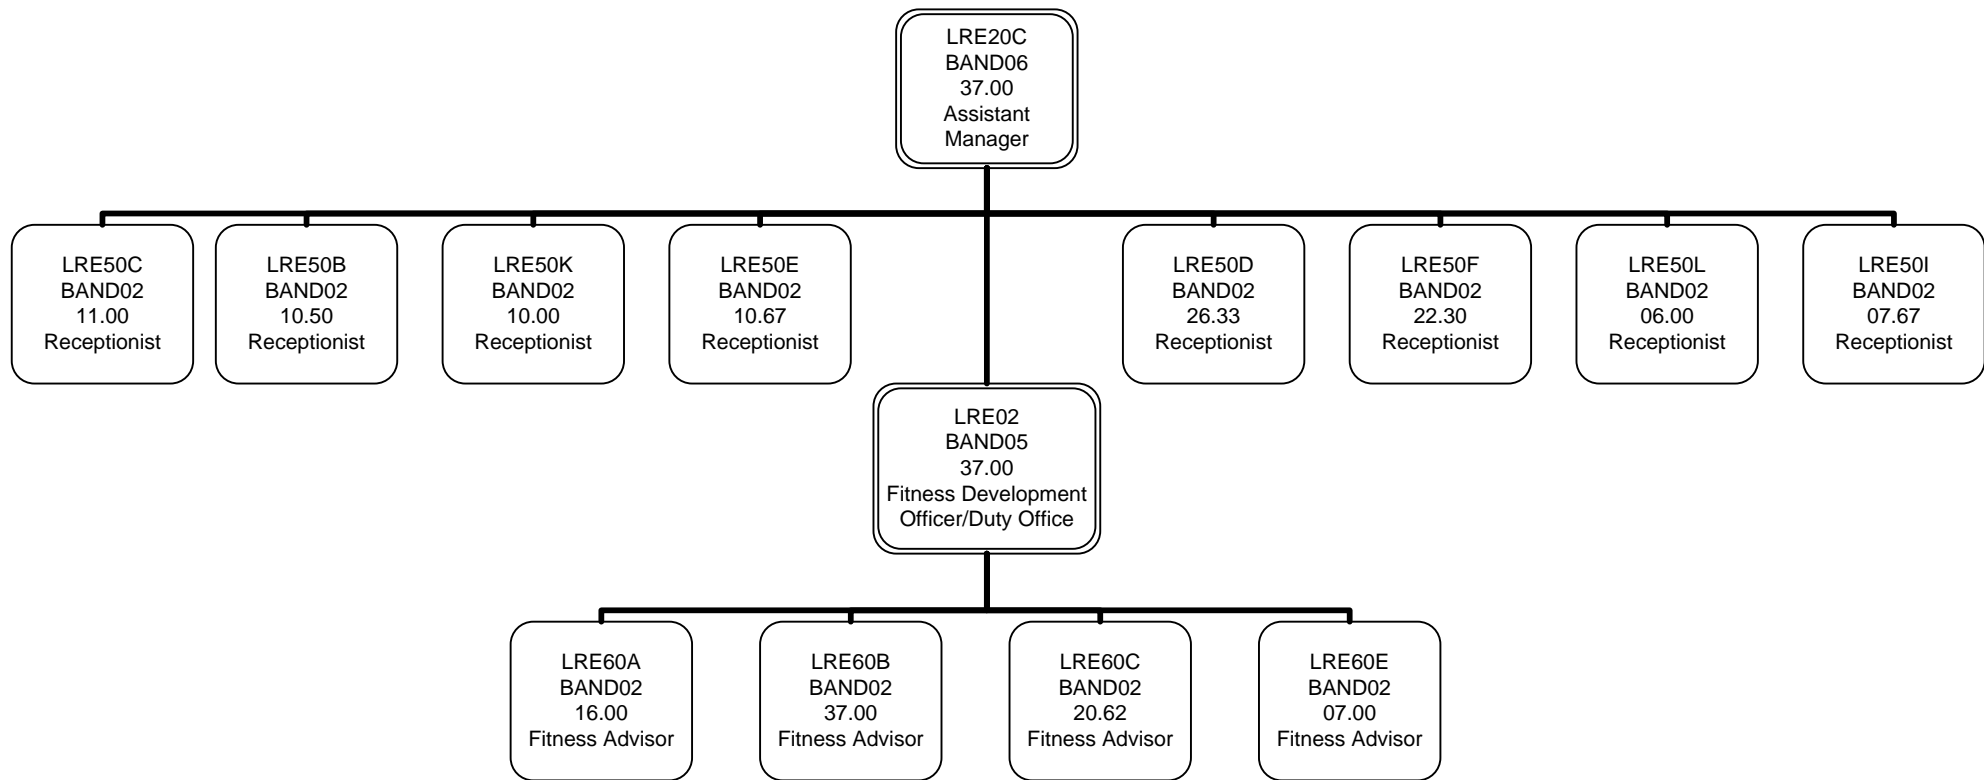 LRE20C
BAND06
37.00
Assistant
Manager
LRE50C
BAND02
11.00
Receptionist
LRE50B
BAND02
10.50
Receptionist
LRE50K
BAND02
10.00
Receptionist
LRE50E
BAND02
10.67
Receptionist
LRE50D
BAND02
26.33
Receptionist
LRE50F
BAND02
22.30
Receptionist
LRE50L
BAND02
06.00
Receptionist
LRE50I
BAND02
07.67
Receptionist
LRE02
BAND05
37.00
Fitness Development
Officer/Duty Office
LRE60A
BAND02
16.00
Fitness Advisor
LRE60B
BAND02
37.00
Fitness Advisor
LRE60C
BAND02
20.62
Fitness Advisor
LRE60E
BAND02
07.00
Fitness Advisor